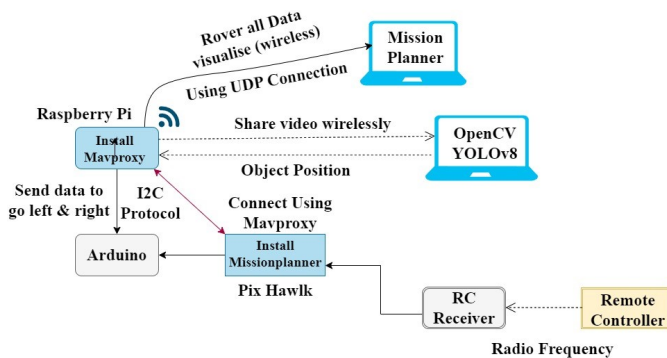 Rover all Data
visualise (wireless)
Using UDP Connection
Mission
Planner
Raspberry Pi
Install
Mavproxy
Share video wirelessly
Object Position
OpenCV
YOLOv8
Send data to
go left & right
I2C
Protocol
Connect Using
Mavproxy
Arduino
Install
Missionplanner
Pix Hawlk
RC
Receiver
Remote
Controller
Radio Frequency